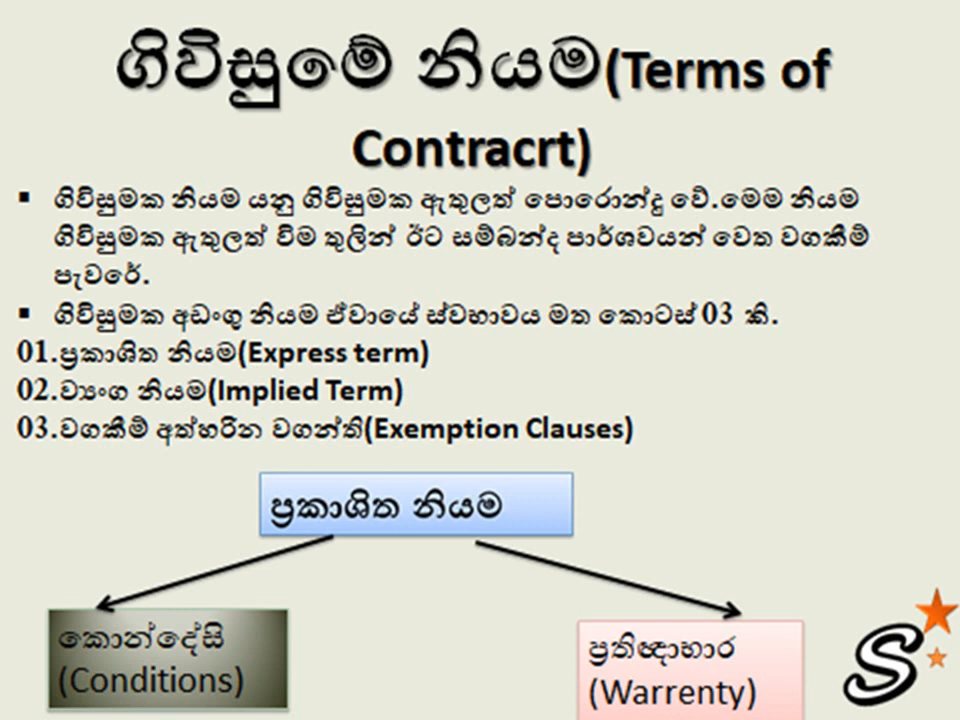 ගිවිසුමේ නියම(Terms of
Contracrt)
▪ ගිවිසුමක නියම යනු ගිවිසුමක ඇතුලත් පොරොන්දු වේ.මෙම නියම
ගිවිසුමක ඇතුලත් වීම තුලින් ඊට සම්බන්ද පාර්ශවයන් වෙත වගකීම්
පැවරේ.
▪ ගිවිසුමක අඩංගු නියම ඒවායේ ස්වභාවය මත කොටස් 03 කි.
01.ප්‍රකාශිත නියම(Express term)
02.ව්‍යංග නියම(Implied Term)
03.වගකීම් අත්හරින වගන්ති(Exemption Clauses)
ප්‍රකාශිත නියම
කොන්දේසි
(Conditions)
ප්‍රතිඥාභාර
(Warrenty)
S